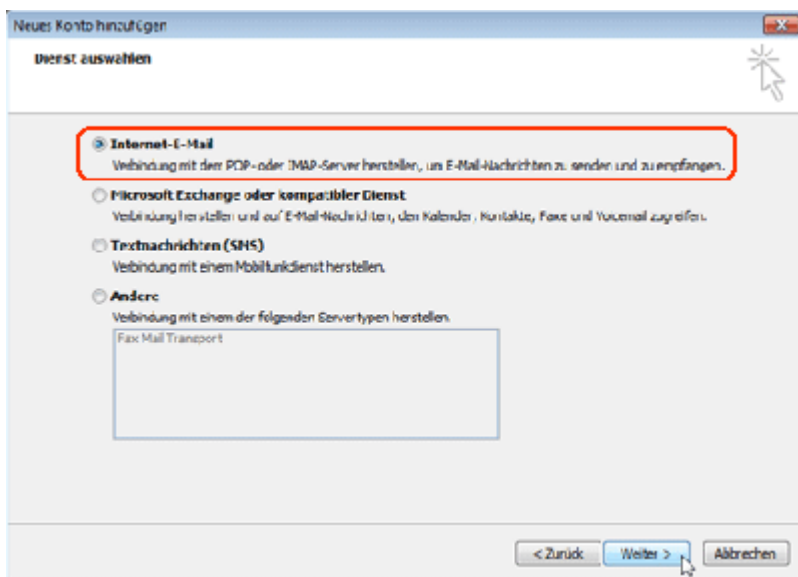 Neues Konto hinzufügen
Dienst auswählen
Internet-E-Mail
Verbindung mit dem POP- oder IMAP-Server herstellen, um E-Mail-Nachrichten zu senden und zu empfangen.
Microsoft Exchange oder kompatibler Dienst
Verbindung herstellen und auf E-Mail-Nachrichten, den Kalender, Kontakte, Faxe und Voicemail zugreifen.
Textnachrichten (SMS)
Verbindung mit einem Mobilfunkdienst herstellen.
Andere
Verbindung mit einem der folgenden Servertypen herstellen.
Fax Mail Transport
< Zurück
Weiter >
Abbrechen